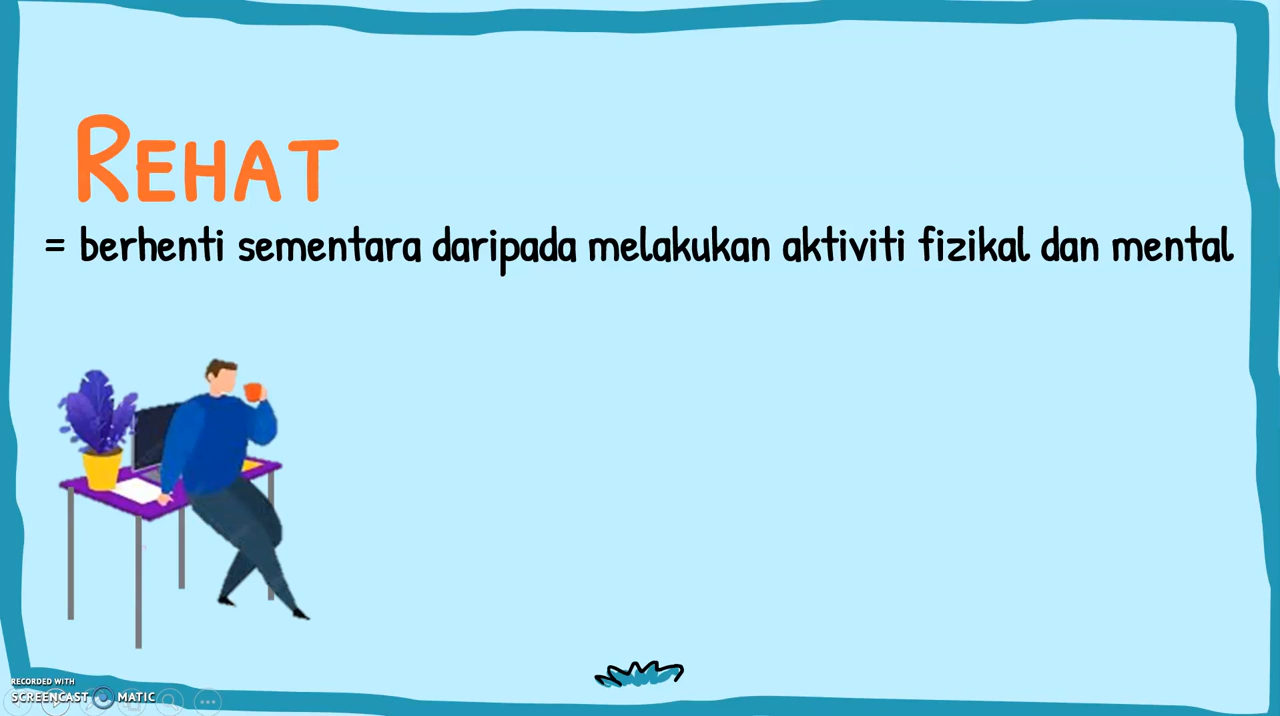 REHAT
= berhenti sementara daripada melakukan aktiviti fizikal dan mental
RECORDED WITH
SCREENCAST MATIC